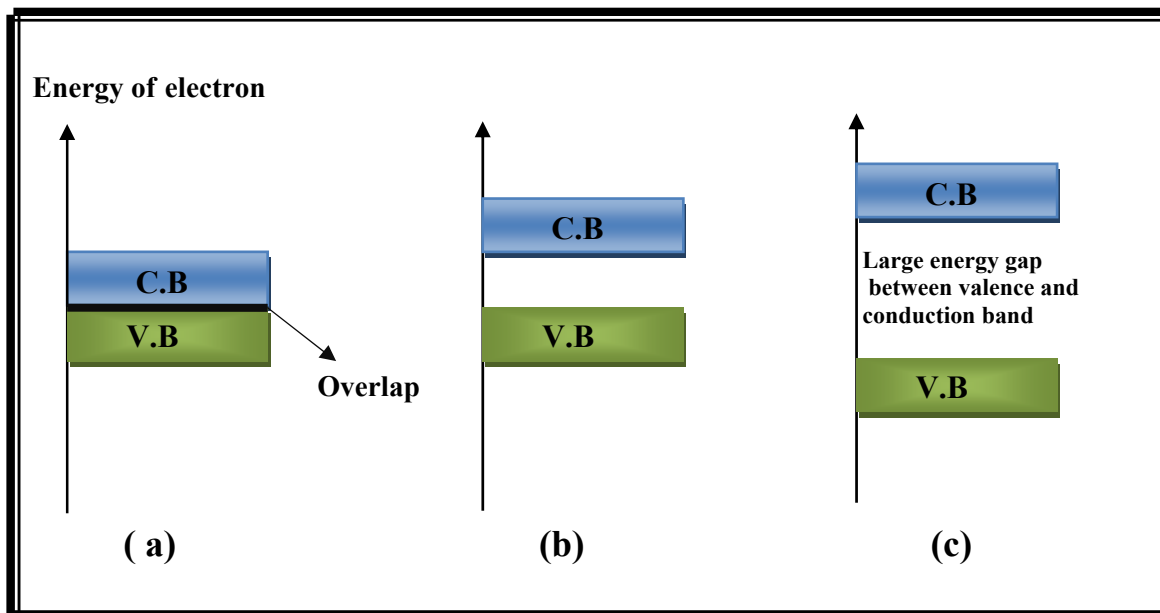 Energy of electron
C.B
V.B
Overlap
( a)
C.B
V.B
(b)
C.B
Large energy gap
between valence and
conduction band
V.B
(c)